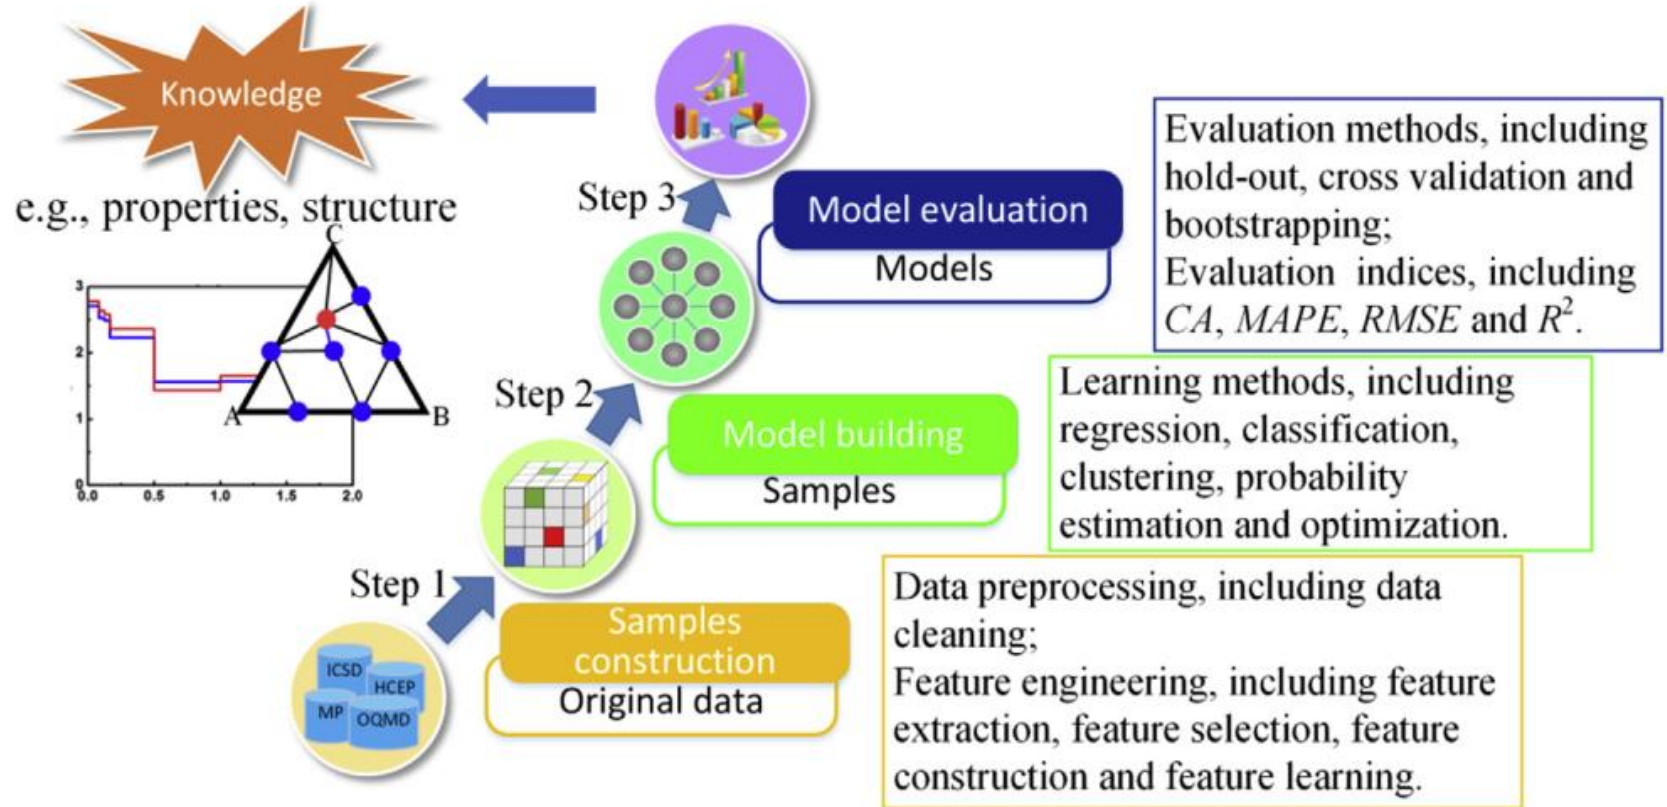 Knowledge
e.g., properties, structure
C
A
B
3
2
1
0
0.0 0.5 1.0 1.5 2.0
Step 3
Model evaluation
Models
Evaluation methods, including
hold-out, cross validation and
bootstrapping;
Evaluation indices, including
CA, MAPE, RMSE and R².
Step 2
Model building
Samples
Learning methods, including
regression, classification,
clustering, probability
estimation and optimization.
Step 1
ICSD
HCEP
MP
OQMD
Samples
construction
Original data
Data preprocessing, including data
cleaning;
Feature engineering, including feature
extraction, feature selection, feature
construction and feature learning.